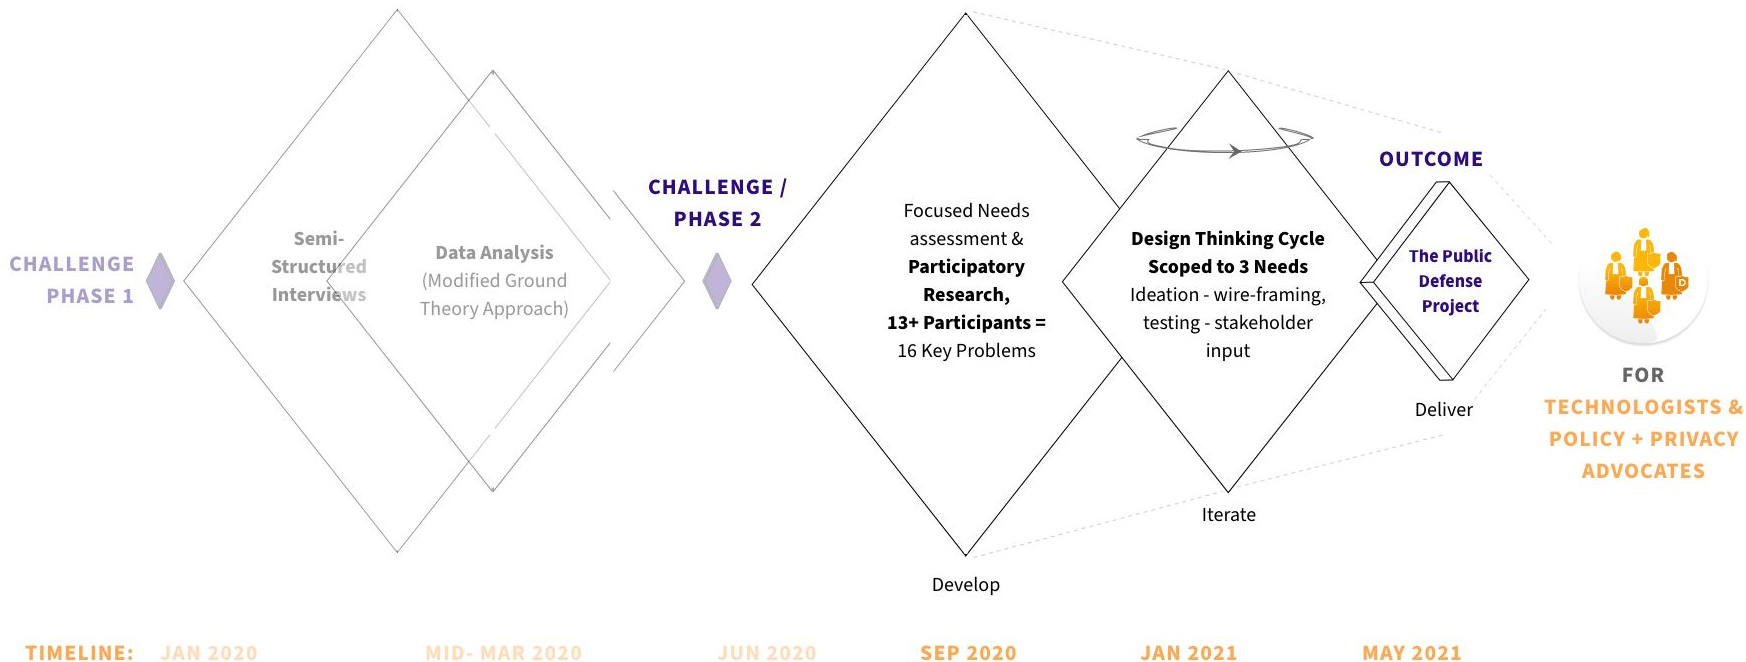 CHALLENGE
PHASE 1
Semi-
Structured
Interviews
Data Analysis
(Modified Ground
Theory Approach)
CHALLENGE /
PHASE 2
Focused Needs
assessment &
Participatory
Research,
13+ Participants =
16 Key Problems
Develop
Design Thinking Cycle
Scoped to 3 Needs
Ideation - wire-framing,
testing - stakeholder
input
Iterate
OUTCOME
The Public
Defense
Project
Deliver
D
FOR
TECHNOLOGISTS &
POLICY + PRIVACY
ADVOCATES
TIMELINE: JAN 2020 MID- MAR 2020 JUN 2020 SEP 2020 JAN 2021 MAY 2021